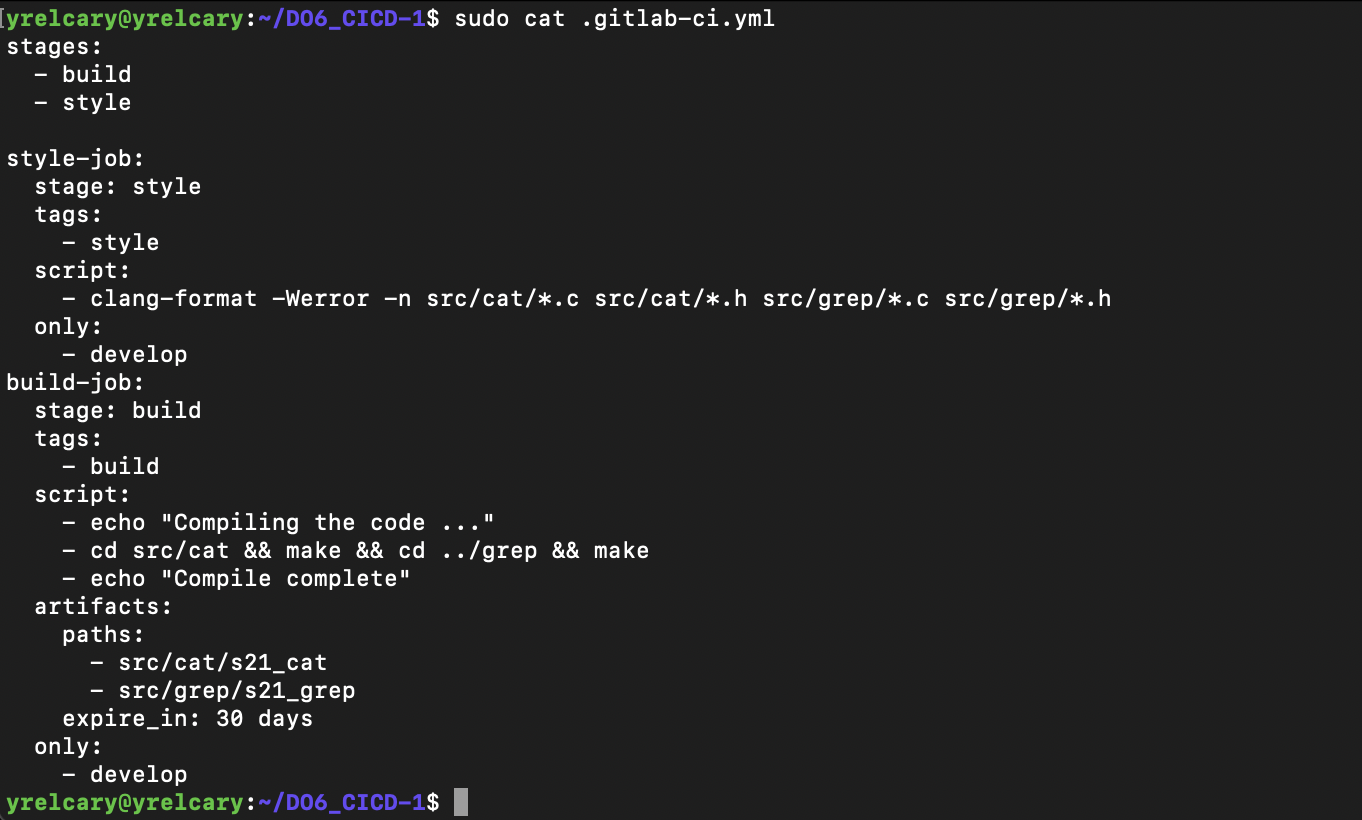 yrelcary@yrelcary:~/DO6_CICD-1$ sudo cat .gitlab-ci.yml
stages:
  - build
  - style

style-job:
  stage: style
  tags:
    - style
  script:
    - clang-format -Werror -n src/cat/*.c src/cat/*.h src/grep/*.c src/grep/*.h
  only:
    - develop
build-job:
  stage: build
  tags:
    - build
  script:
    - echo "Compiling the code ..."
    - cd src/cat && make && cd ../grep && make
    - echo "Compile complete"
  artifacts:
    paths:
      - src/cat/s21_cat
      - src/grep/s21_grep
    expire_in: 30 days
  only:
    - develop
yrelcary@yrelcary:~/DO6_CICD-1$